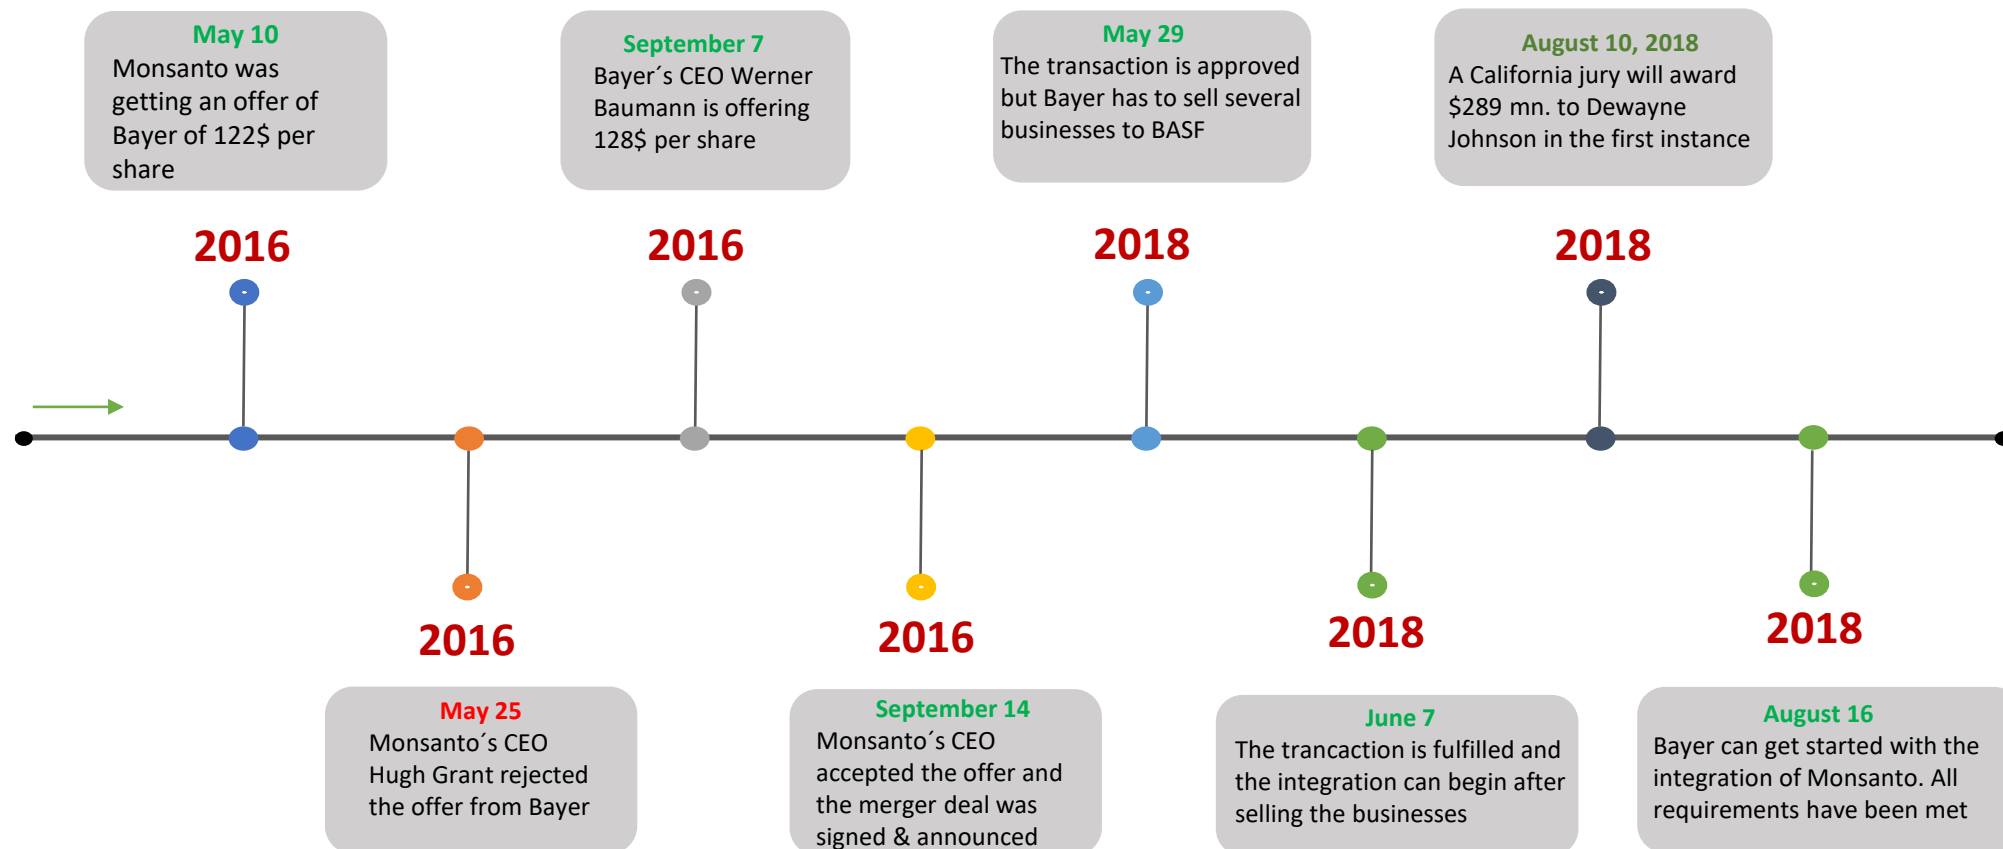 May 10
Monsanto was
getting an offer of
Bayer of 122$ per
share
2016
May 25
Monsanto´s CEO
Hugh Grant rejected
the offer from Bayer
2016
September 7
Bayer´s CEO Werner
Baumann is offering
128$ per share
2016
September 14
Monsanto´s CEO
accepted the offer and
the merger deal was
signed & announced
2016
May 29
The transaction is approved
but Bayer has to sell several
businesses to BASF
2018
June 7
The trancaction is fulfilled and
the integration can begin after
selling the businesses
2018
August 10, 2018
A California jury will award
$289 mn. to Dewayne
Johnson in the first instance
2018
August 16
Bayer can get started with the
integration of Monsanto. All
requirements have been met
2018